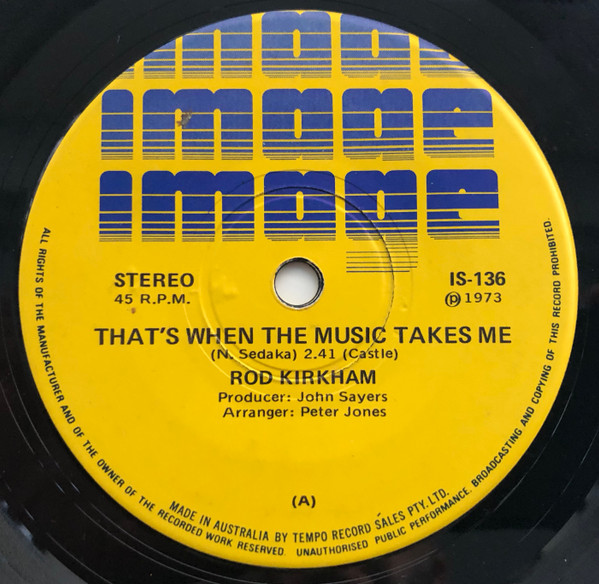 image
image
image
STEREO
45 R.P.M.
IS-136
Ⓟ 1973
THAT'S WHEN THE MUSIC TAKES ME
(N. Sedaka) 2.41 (Castle)
ROD KIRKHAM
Producer: John Sayers
Arranger: Peter Jones
(A)
MADE IN AUSTRALIA BY TEMPO RECORD SALES PTY. LTD.
ALL RIGHTS OF THE MANUFACTURER AND OF THE OWNER OF THE RECORDED WORK RESERVED. UNAUTHORISED PUBLIC PERFORMANCE, BROADCASTING AND COPYING OF THIS RECORD PROHIBITED.